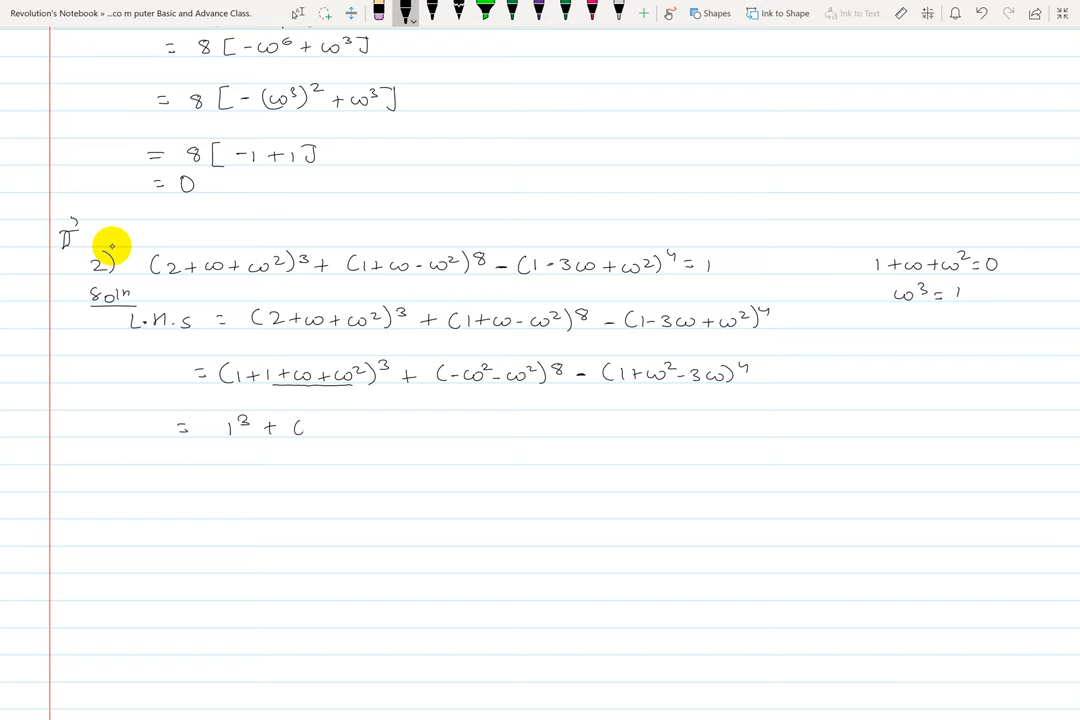 Revolution's Notebook » ...co m puter Basic and Advance Class. Shapes Ink to Shape Ink to Text
= 8 [ -ω⁶ + ω³ ]
= 8 [ - (ω³)² + ω³ ]
= 8 [ -1 + 1 ]
= 0
II
2) (2+ω+ω²)³ + (1+ω-ω²)⁸ - (1-3ω+ω²)⁴ = 1 1+ω+ω²=0
Soln ω³ = 1
L.H.S = (2+ω+ω²)³ + (1+ω-ω²)⁸ - (1-3ω+ω²)⁴
= (1+1+ω+ω²)³ + (-ω²-ω²)⁸ - (1+ω²-3ω)⁴
= 1³ + (